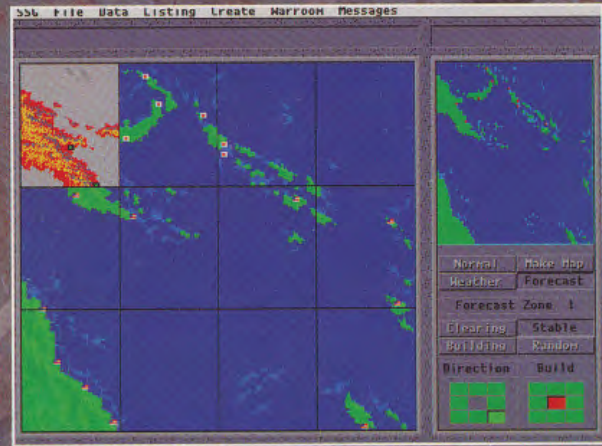 SSG File Data Listing Create Warroom Messages
Normal Make Map
Weather Forecast
Forecast Zone 1
Clearing Stable
Building Random
Direction Build